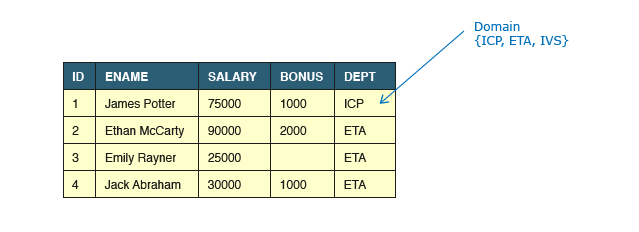 Domain
{ICP, ETA, IVS}
ID ENAME SALARY BONUS DEPT
1 James Potter 75000 1000 ICP
2 Ethan McCarty 90000 2000 ETA
3 Emily Rayner 25000 ETA
4 Jack Abraham 30000 1000 ETA